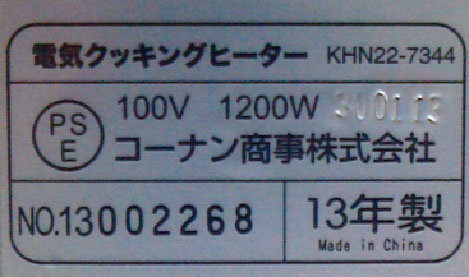 電気クッキングヒーター KHN22-7344
PS
E
100V 1200W 300113
コーナン商事株式会社
NO.13002268
13年製
Made in China